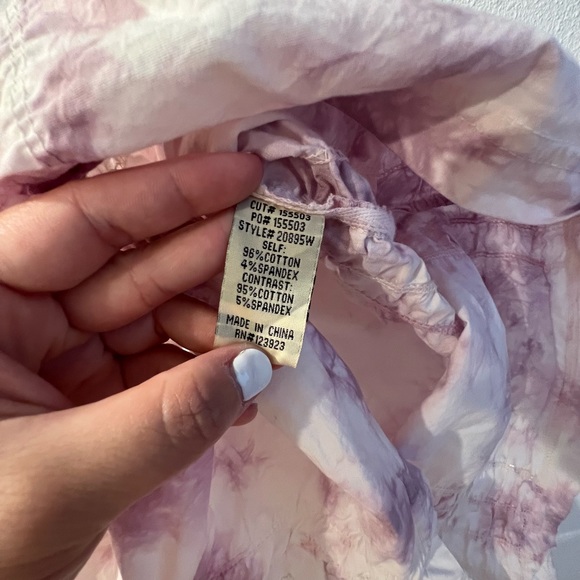 CUT# 155503
PO# 155503
STYLE# 20895W
SELF:
96%COTTON
4%SPANDEX
CONTRAST:
95%COTTON
5%SPANDEX
MADE IN CHINA
RN#123923